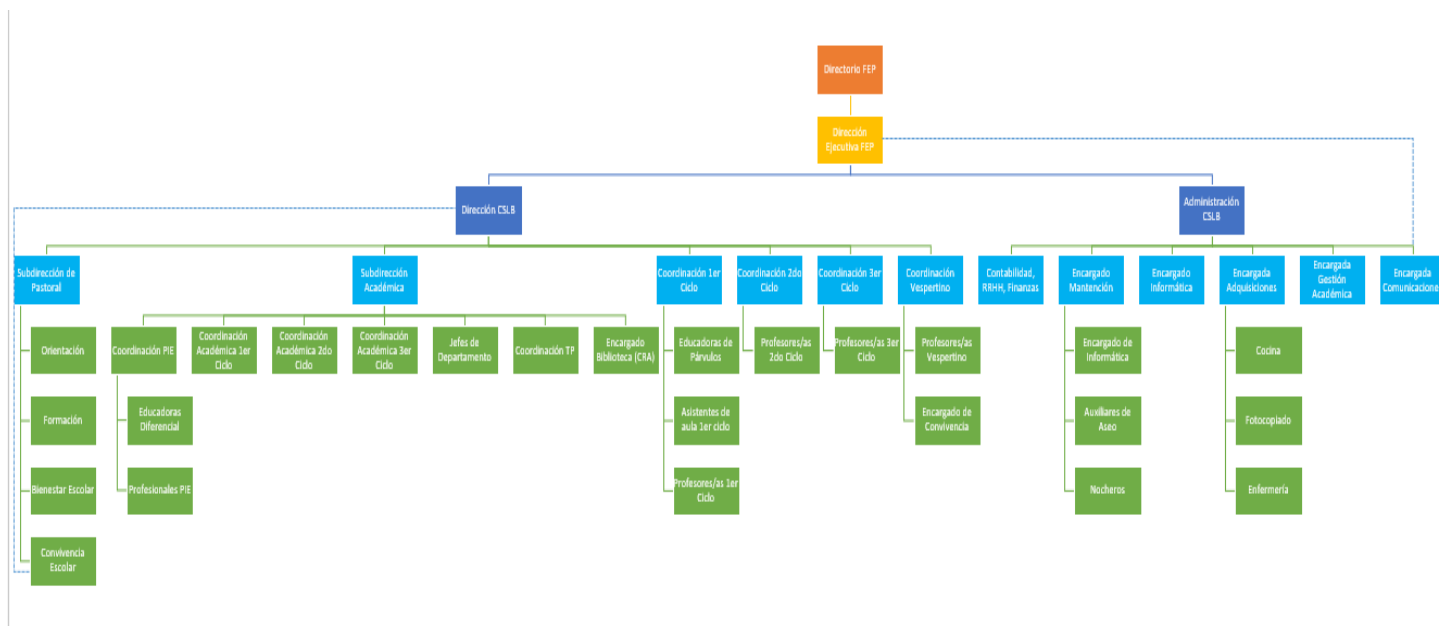 Directorio FEP
Dirección
Ejecutiva FEP
Dirección CSLB
Administración
CSLB
Subdirección de
Pastoral
Subdirección
Académica
Coordinación 1er
Ciclo
Coordinación 2do
Ciclo
Coordinación 3er
Ciclo
Coordinación
Vespertino
Contabilidad,
RRHH, Finanzas
Encargado
Mantención
Encargado
Informática
Encargada
Adquisiciones
Encargada
Gestión
Académica
Encargada
Comunicacione
Orientación
Coordinación PIE
Coordinación
Académica 1er
Ciclo
Coordinación
Académica 2do
Ciclo
Coordinación
Académica 3er
Ciclo
Jefes de
Departamento
Coordinación TP
Encargado
Biblioteca (CRA)
Educadoras de
Párvulos
Profesores/as
2do Ciclo
Profesores/as 3er
Ciclo
Profesores/as
Vespertino
Encargado de
Informática
Cocina
Formación
Educadoras
Diferencial
Asistentes de
aula 1er ciclo
Encargado de
Convivencia
Auxiliares de
Aseo
Fotocopiado
Bienestar Escolar
Profesionales PIE
Profesores/as 1er
Ciclo
Nocheros
Enfermería
Convivencia
Escolar